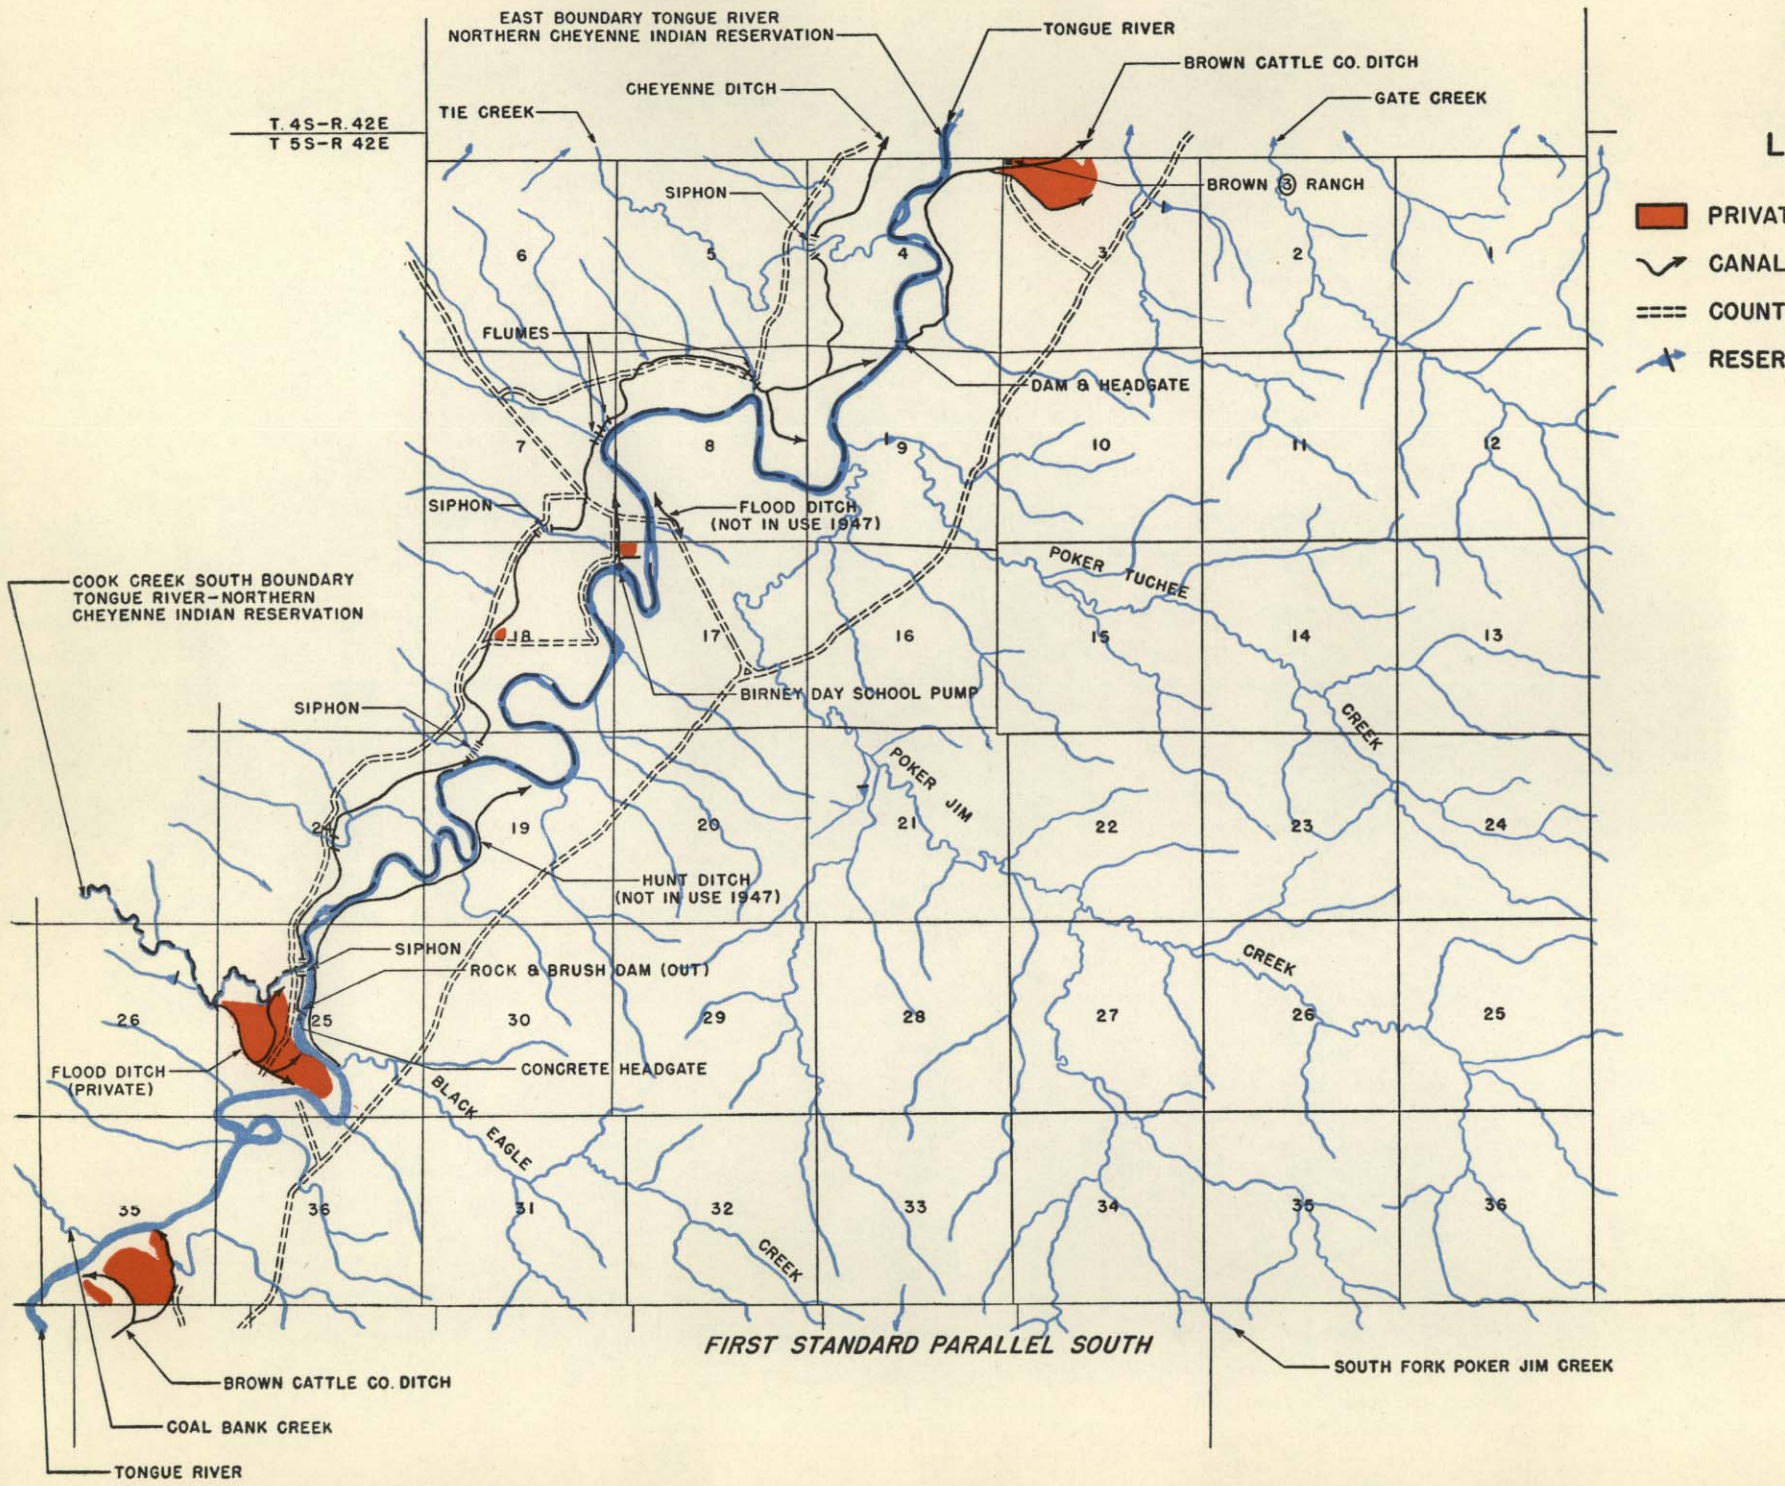 EAST BOUNDARY TONGUE RIVER
NORTHERN CHEYENNE INDIAN RESERVATION
TONGUE RIVER
BROWN CATTLE CO. DITCH
CHEYENNE DITCH
GATE CREEK
TIE CREEK
T. 4S-R. 42E
T 5S-R 42E
L
SIPHON
BROWN 3 RANCH
PRIVAT
CANAL
COUNT
RESER
6
5
4
3
2
1
FLUMES
DAM & HEADGATE
7
8
9
10
11
12
SIPHON
FLOOD DITCH
(NOT IN USE 1947)
POKER TUCHEE
CREEK
COOK CREEK SOUTH BOUNDARY
TONGUE RIVER-NORTHERN
CHEYENNE INDIAN RESERVATION
18
17
16
15
14
13
BIRNEY DAY SCHOOL PUMP
SIPHON
POKER JIM
CREEK
24
19
20
21
22
23
24
HUNT DITCH
(NOT IN USE 1947)
SIPHON
ROCK & BRUSH DAM (OUT)
26
25
30
29
28
27
26
25
FLOOD DITCH
(PRIVATE)
CONCRETE HEADGATE
BLACK EAGLE
CREEK
35
36
31
32
33
34
35
36
FIRST STANDARD PARALLEL SOUTH
SOUTH FORK POKER JIM CREEK
BROWN CATTLE CO. DITCH
COAL BANK CREEK
TONGUE RIVER